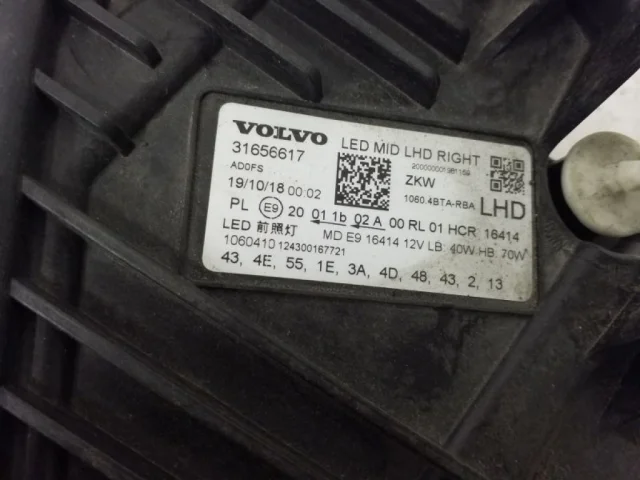 VOLVO LED MID LHD RIGHT
31656617
AD0FS ZKW
19/10/18 00:02 1060.4BTA-RBA LHD
PL E9 20 01 1b 02 A 00 RL 01 HCR 16414
LED 前照灯 MD E9 16414 12V LB: 40W HB: 70W
1060410 124300167721
43, 4E, 55, 1E, 3A, 4D, 48, 43, 2, 13